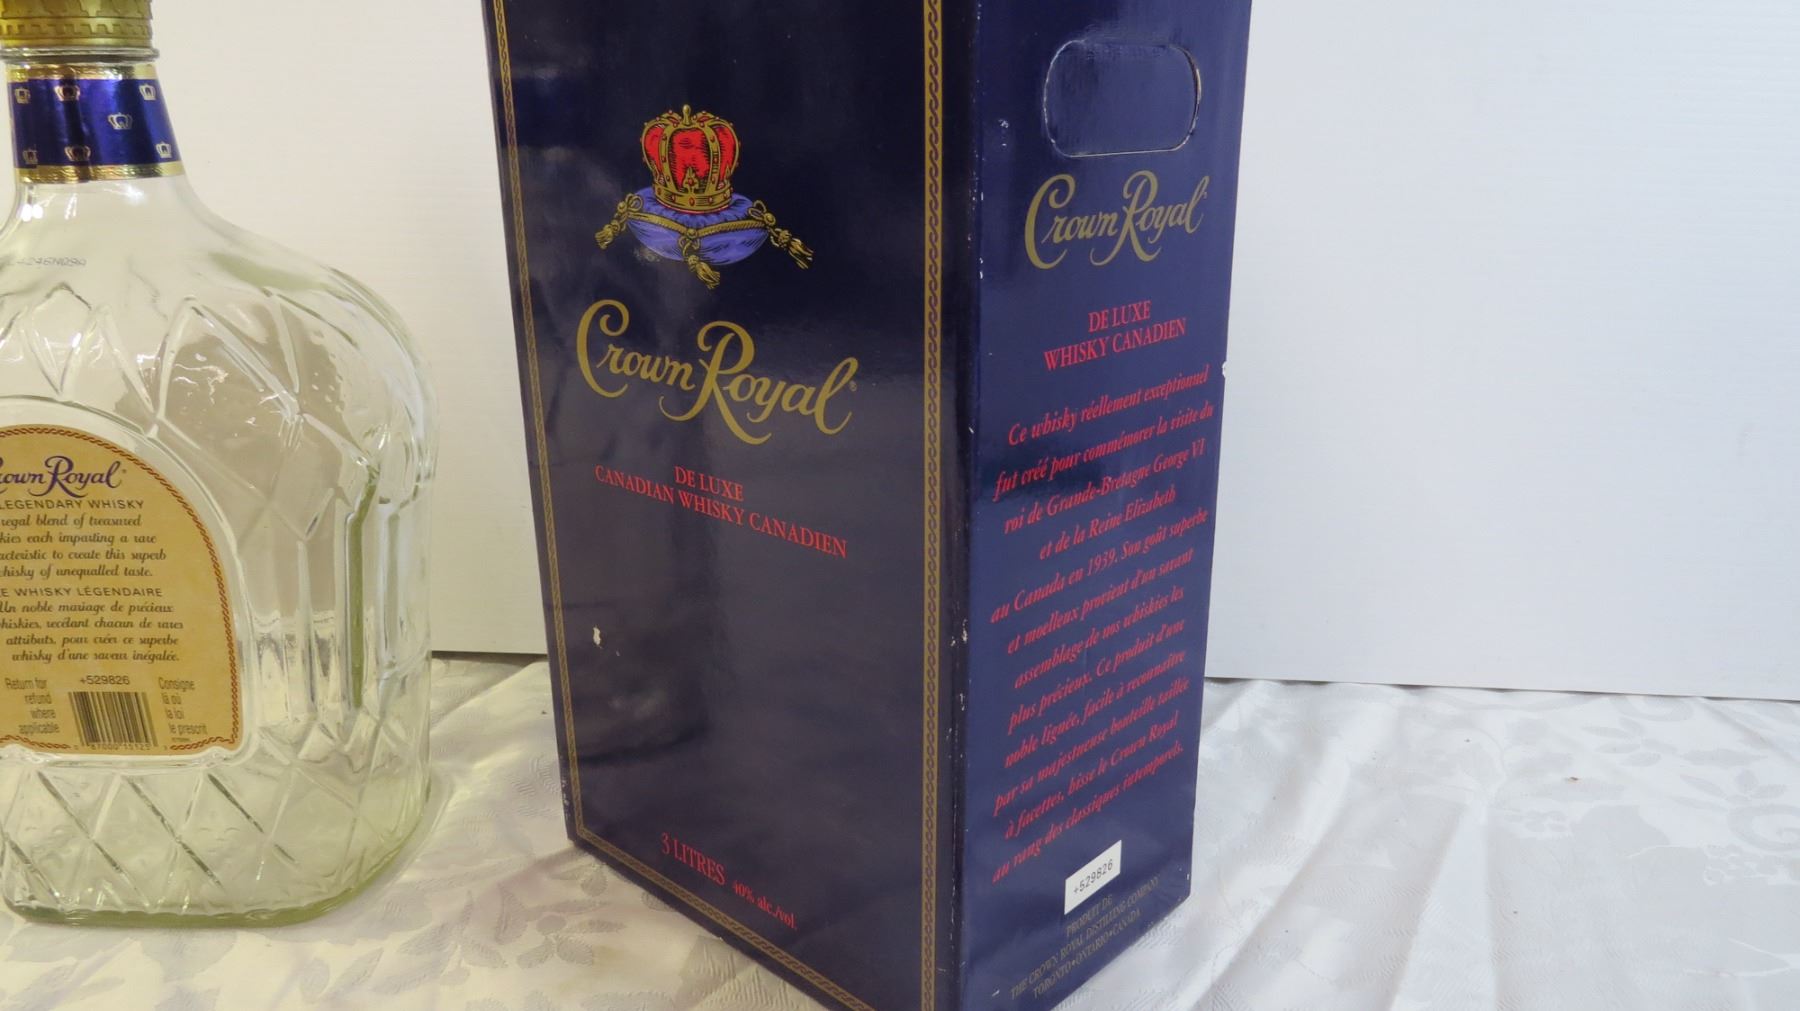 Royal
LEGENDARY WHISKY
regal blend of treasured
each imparting a rare
to create this superb
whisky of unequalled taste.
WHISKY LÉGENDAIRE
Un noble mariage de précieux
whiskies, recélant chacun de rares
attributs, pour créer ce superbe
whisky d'une saveur inégalée.
Return for
refund
where
applicable
+529826
Consigne
là où
la loi
le prescrit
Crown Royal®
DE LUXE
CANADIAN WHISKY CANADIEN
3 LITRES 40% alc./vol.
Crown Royal
DE LUXE
WHISKY CANADIEN
Ce whisky réellement exceptionnel
fut créé pour commémorer la visite du
roi de Grande-Bretagne George VI
et de la Reine Elizabeth
au Canada en 1939. Son goût superbe
et moelleux provient d'un savant
assemblage de nos whiskies les
plus précieux. Ce produit d'une
noble lignée, facile à reconnaître
par sa majestueuse bouteille taillée
à facettes, hisse le Crown Royal
au rang des classiques intemporels.
+529826
PRODUIT DE
THE CROWN ROYAL DISTILLING COMPANY
TORONTO•ONTARIO•CANADA